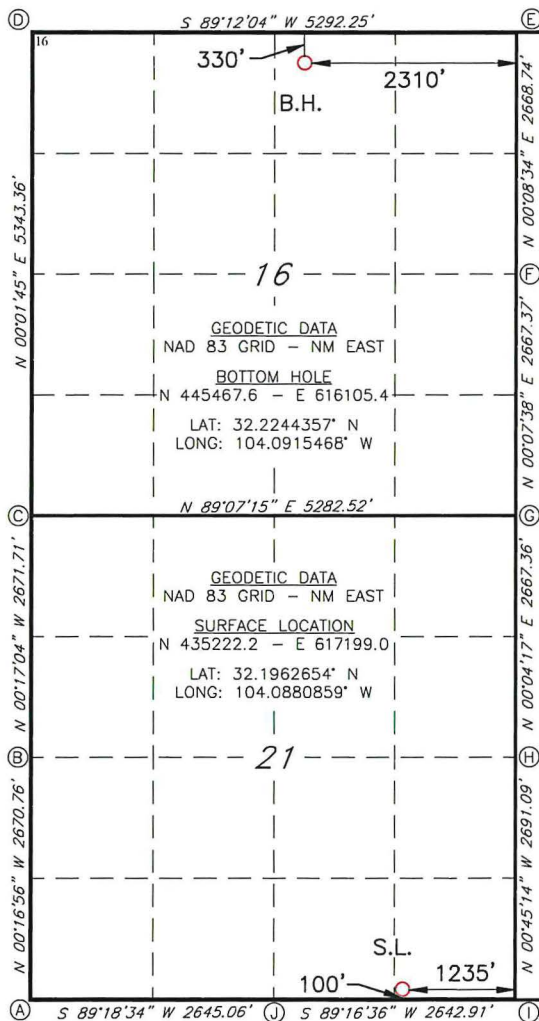 D
S 89°12'04" W 5292.25'
E
16
330'
2310'
B.H.
N 00°08'34" E 2668.74'
N 00°01'45" E 5343.36'
16
F
GEODETIC DATA
NAD 83 GRID - NM EAST
BOTTOM HOLE
N 445467.6 - E 616105.4
LAT: 32.2244357° N
LONG: 104.0915468° W
N 00°07'38" E 2667.37'
C
N 89°07'15" E 5282.52'
G
N 00°17'04" W 2671.71'
GEODETIC DATA
NAD 83 GRID - NM EAST
SURFACE LOCATION
N 435222.2 - E 617199.0
LAT: 32.1962654° N
LONG: 104.0880859° W
N 00°04'17" E 2667.36'
B
21
H
N 00°16'56" W 2670.76'
N 00°45'14" W 2691.09'
S.L.
100'
1235'
A
S 89°18'34" W 2645.06'
J
S 89°16'36" W 2642.91'
I